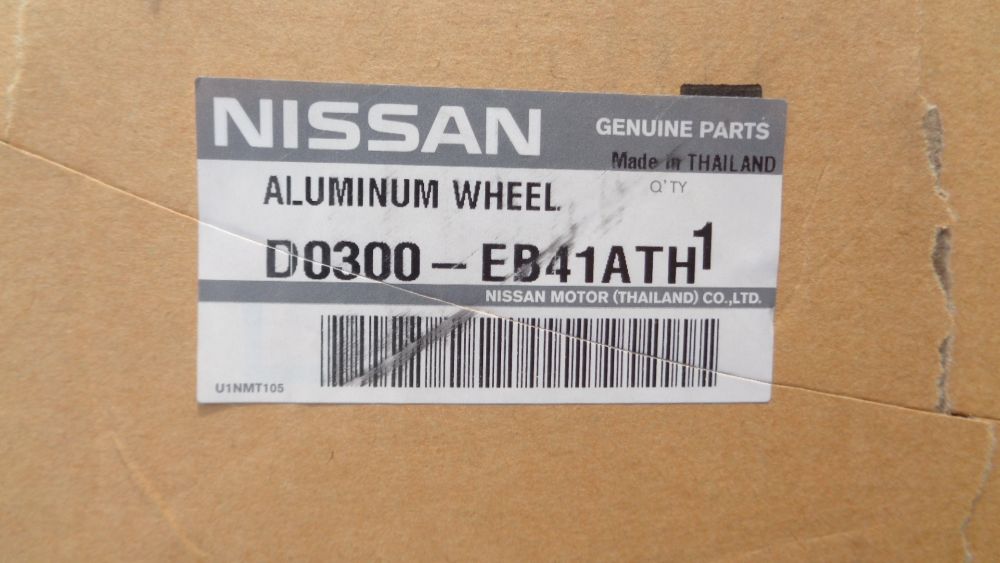 NISSAN GENUINE PARTS
Made in THAILAND
ALUMINUM WHEEL. Q'TY
D0300-EB41ATH 1
NISSAN MOTOR (THAILAND) CO.,LTD.
U1NMT105